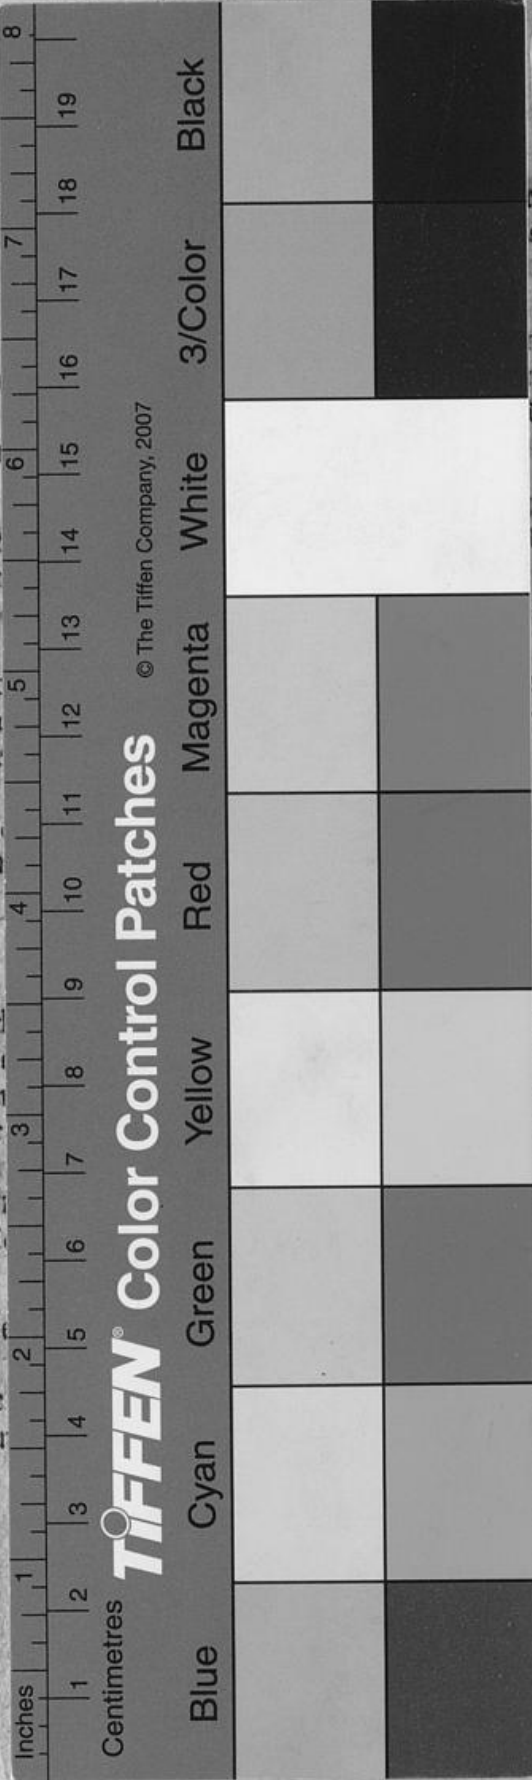 Inches 1 2 3 4 5 6 7 8
Centimetres 1 2 3 4 5 6 7 8 9 10 11 12 13 14 15 16 17 18 19
TIFFEN® Color Control Patches © The Tiffen Company, 2007
Blue Cyan Green Yellow Red Magenta White 3/Color Black